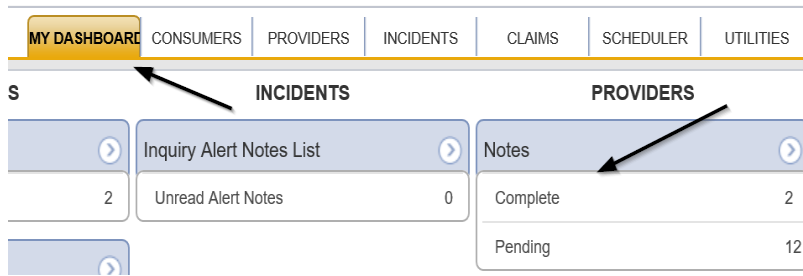 MY DASHBOARD CONSUMERS PROVIDERS INCIDENTS CLAIMS SCHEDULER UTILITIES
S INCIDENTS PROVIDERS
Inquiry Alert Notes List Notes
2 Unread Alert Notes 0 Complete 2
Pending 12